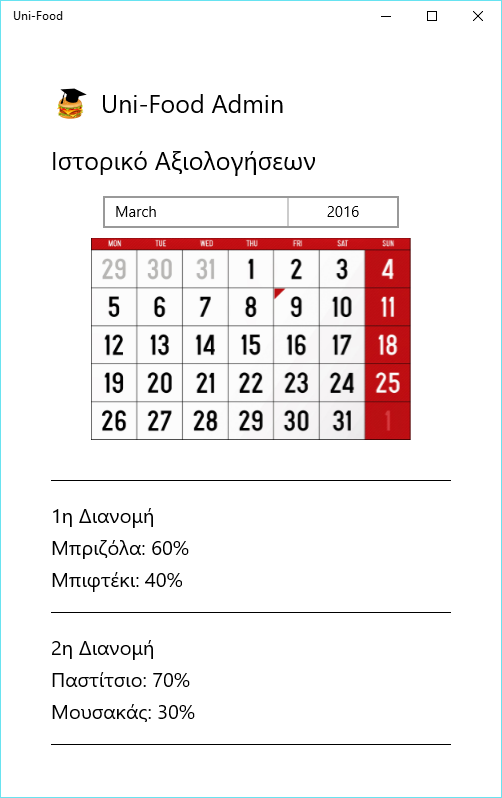 Uni-Food
Uni-Food Admin
Ιστορικό Αξιολογήσεων
March 2016
MON TUE WED THU FRI SAT SUN
29 30 31 1 2 3 4
5 6 7 8 9 10 11
12 13 14 15 16 17 18
19 20 21 22 23 24 25
26 27 28 29 30 31 1
1η Διανομή
Μπριζόλα: 60%
Μπιφτέκι: 40%
2η Διανομή
Παστίτσιο: 70%
Μουσακάς: 30%